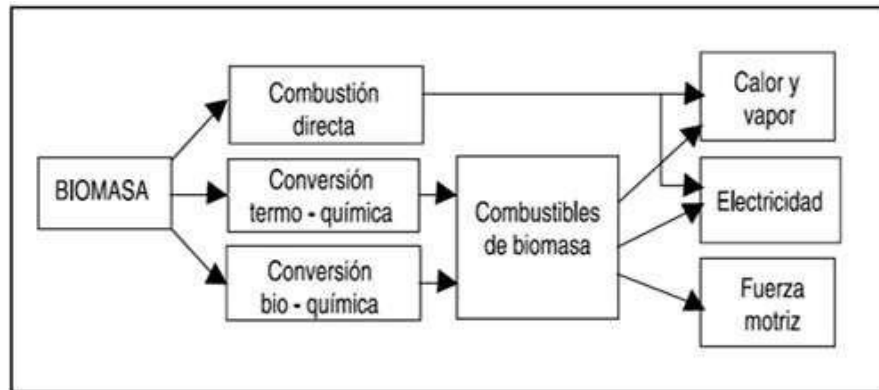 BIOMASA
Combustión
directa
Conversión
termo - química
Conversión
bio - química
Combustibles
de biomasa
Calor y
vapor
Electricidad
Fuerza
motriz